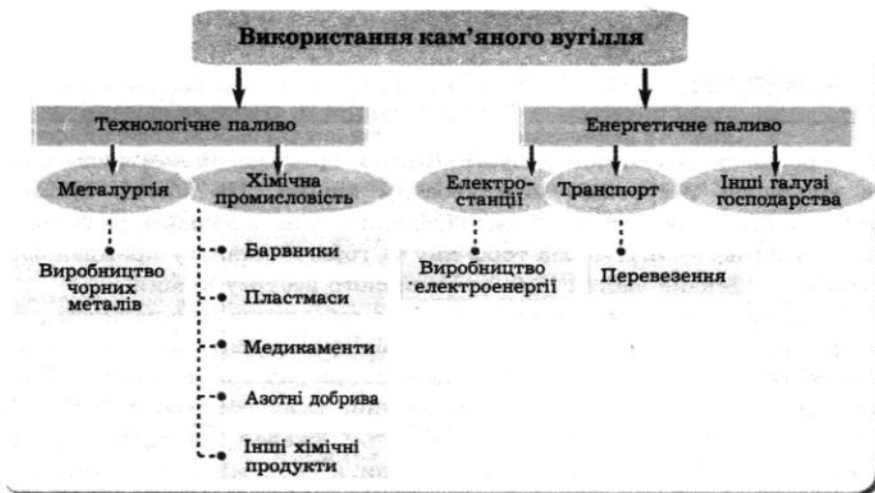 Використання кам’яного вугілля
Технологічне паливо
Енергетичне паливо
Металургія
Хімічна
промисловість
Електро-
станції
Транспорт
Інші галузі
господарства
Виробництво
чорних
металів
Барвники
Пластмаси
Медикаменти
Азотні добрива
Інші хімічні
продукти
Виробництво
електроенергії
Перевезення